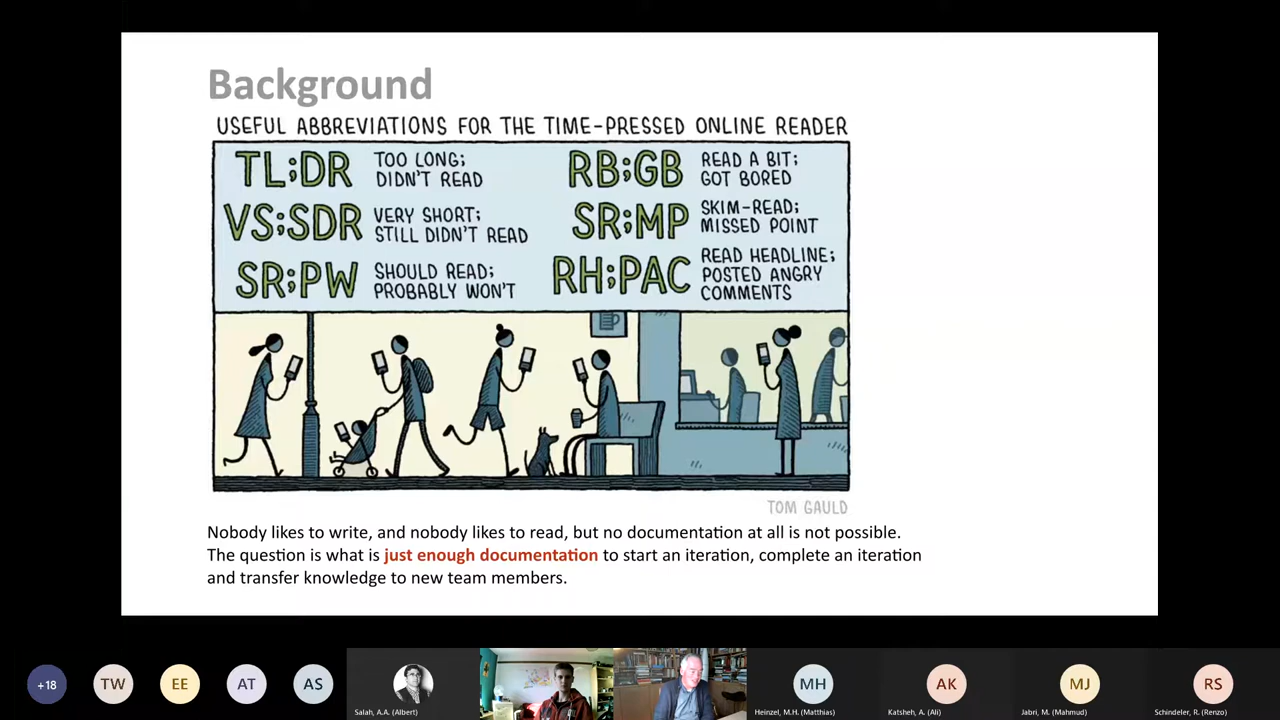 Background
USEFUL ABBREVIATIONS FOR THE TIME-PRESSED ONLINE READER
TL;DR
TOO LONG;
DIDN'T READ
VS;SDR
VERY SHORT;
STILL DIDN'T READ
SR;PW
SHOULD READ;
PROBABLY WON'T
RB;GB
READ A BIT;
GOT BORED
SR;MP
SKIM-READ;
MISSED POINT
RH;PAC
READ HEADLINE;
POSTED ANGRY
COMMENTS
TOM GAULD
Nobody likes to write, and nobody likes to read, but no documentation at all is not possible.
The question is what is just enough documentation to start an iteration, complete an iteration
and transfer knowledge to new team members.
+18
TW
EE
AT
AS
Salah, A.A. (Albert)
MH
Heinzel, M.H. (Matthias)
AK
Katsheh, A. (Ali)
MJ
Jabri, M. (Mahmud)
RS
Schindeler, R. (Renzo)